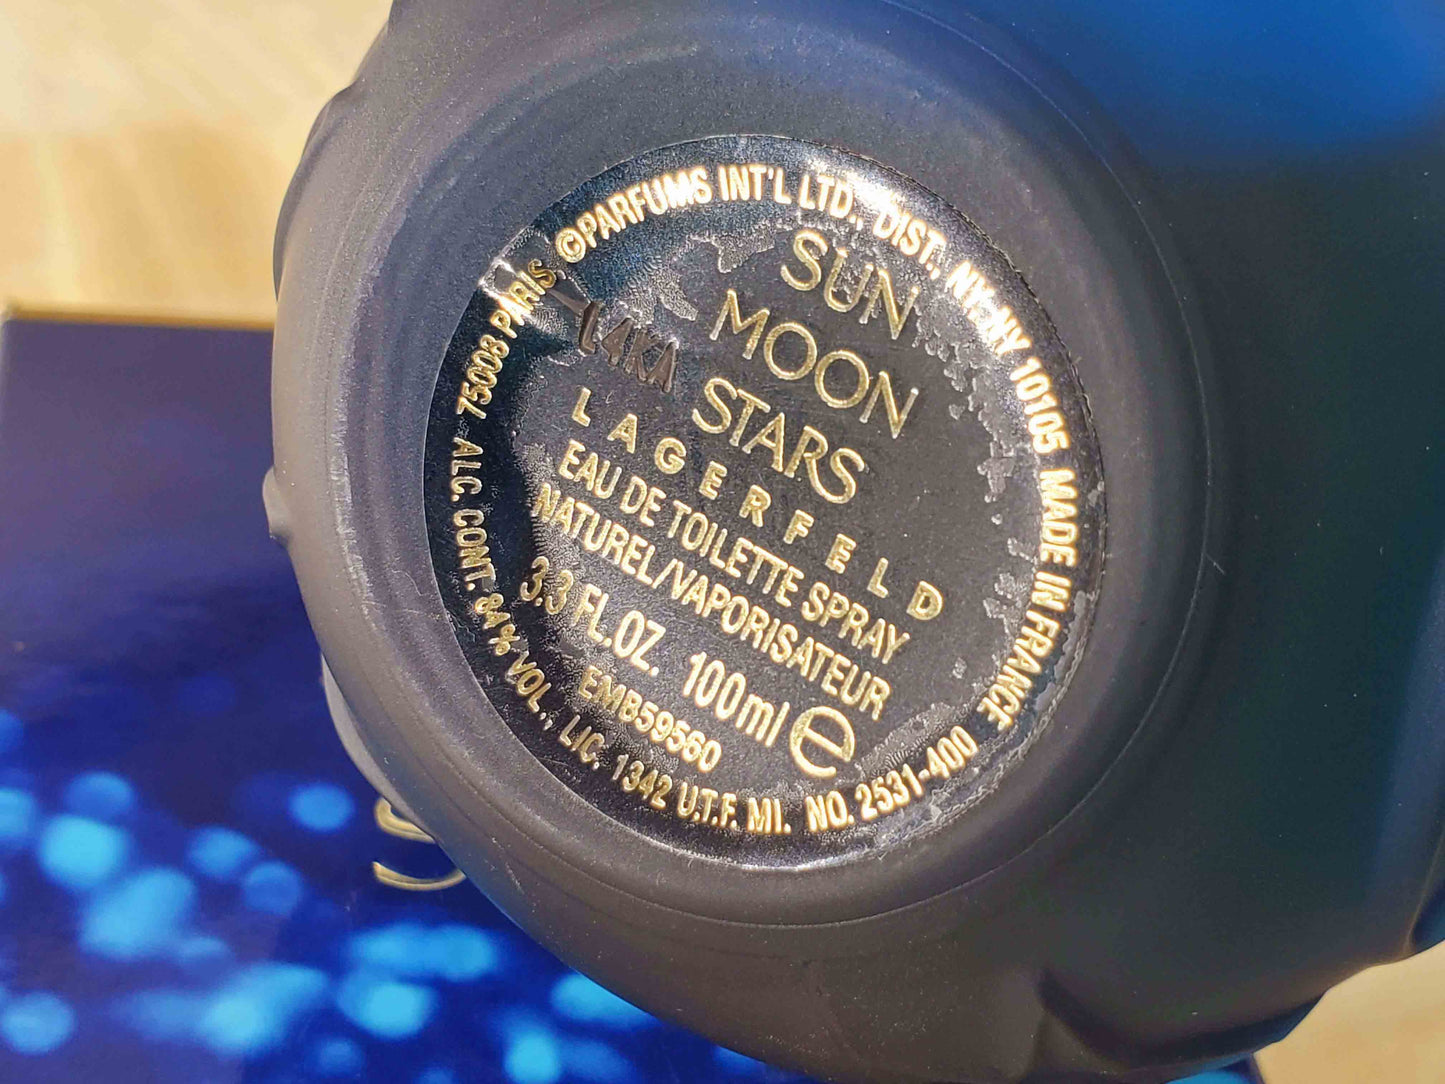 ©PARFUMS INT'L LTD., DIST., NY, NY 10105 MADE IN FRANCE
NO. 2531-400
LIC. 1342 U.T.F. MI.
ALC. CONT. 84% VOL.,
75008 PARIS
L4KA
SUN
MOON
STARS
LAGERFELD
EAU DE TOILETTE SPRAY
NATUREL/VAPORISATEUR
3.3 FL.OZ. 100ml e
EMB59560